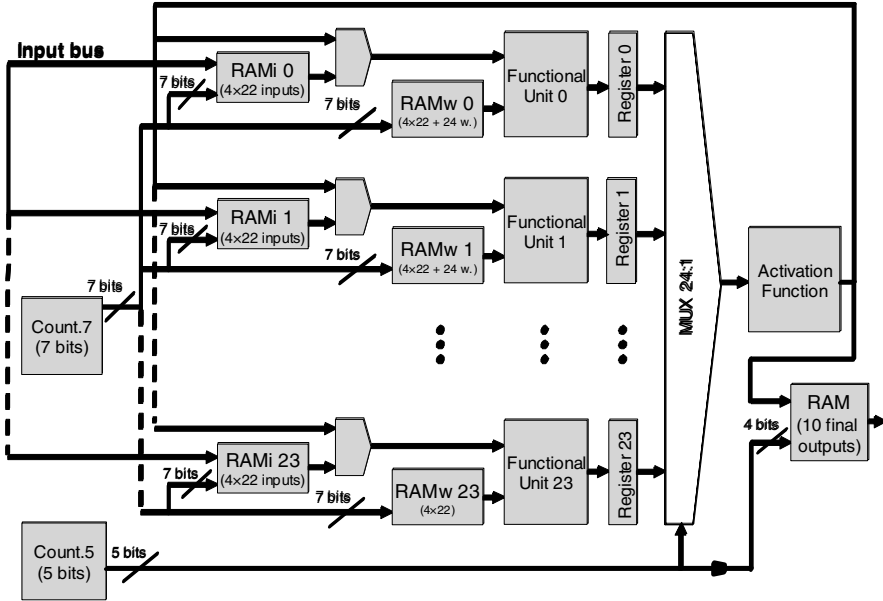 Input bus
7 bits
RAMi 0
(4×22 inputs)
7 bits
RAMw 0
(4×22 + 24 w.)
Functional
Unit 0
Register 0
7 bits
RAMi 1
(4×22 inputs)
7 bits
RAMw 1
(4×22 + 24 w.)
Functional
Unit 1
Register 1
MUX 24:1
Activation
Function
7 bits
Count.7
(7 bits)
RAM
(10 final
outputs)
4 bits
7 bits
RAMi 23
(4×22 inputs)
7 bits
RAMw 23
(4×22)
Functional
Unit 23
Register 23
Count.5
(5 bits)
5 bits